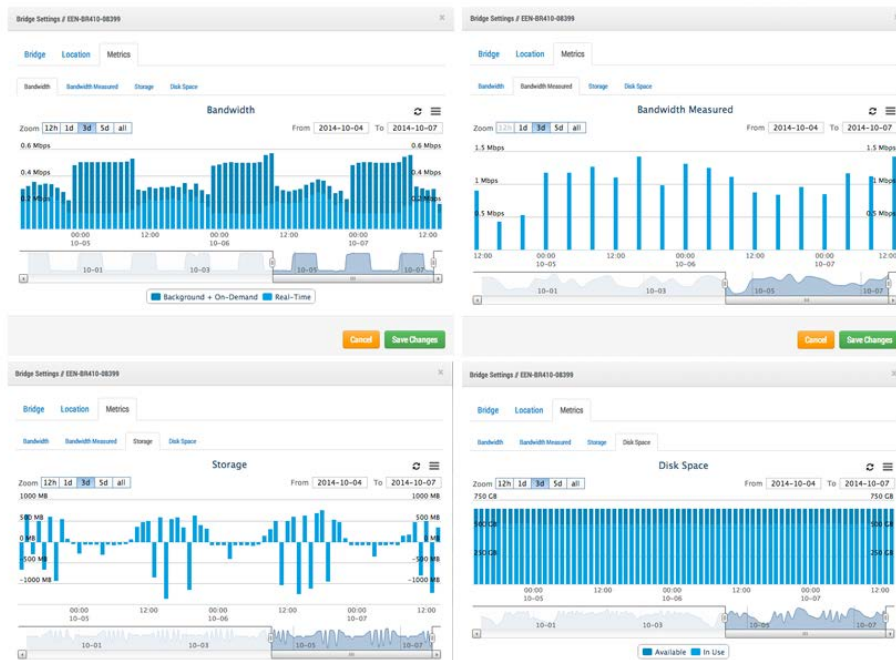 Bridge Settings // EEN-BR410-08399
Bridge Location Metrics
Bandwidth Bandwidth Measured Storage Disk Space
Bandwidth
Zoom 12h 1d 3d 5d all From 2014-10-04 To 2014-10-07
0.6 Mbps 0.6 Mbps
0.4 Mbps 0.4 Mbps
0.2 Mbps 0.2 Mbps
00:00 12:00 00:00 12:00 00:00 12:00
10-05 10-06 10-07
10-01 10-03 10-05 10-07
Background + On-Demand Real-Time
Cancel Save Changes
Bridge Settings // EEN-BR410-08399
Bridge Location Metrics
Bandwidth Bandwidth Measured Storage Disk Space
Bandwidth Measured
Zoom 12h 1d 3d 5d all From 2014-10-04 To 2014-10-07
1.5 Mbps 1.5 Mbps
1 Mbps 1 Mbps
0.5 Mbps 0.5 Mbps
12:00 00:00 12:00 00:00 12:00 00:00 12:00
10-05 10-06 10-07
10-01 10-03 10-05 10-07
Cancel Save Changes
Bridge Settings // EEN-BR410-08399
Bridge Location Metrics
Bandwidth Bandwidth Measured Storage Disk Space
Storage
Zoom 12h 1d 3d 5d all From 2014-10-04 To 2014-10-07
1000 MB 1000 MB
500 MB 500 MB
0 MB 0 MB
-500 MB -500 MB
-1000 MB -1000 MB
00:00 12:00 00:00 12:00 00:00 12:00
10-05 10-06 10-07
10-01 10-03 10-05 10-07
Bridge Settings // EEN-BR410-08399
Bridge Location Metrics
Bandwidth Bandwidth Measured Storage Disk Space
Disk Space
Zoom 12h 1d 3d 5d all From 2014-10-04 To 2014-10-07
750 GB 750 GB
500 GB 500 GB
250 GB 250 GB
00:00 12:00 00:00 12:00 00:00 12:00
10-05 10-06 10-07
10-01 10-03 10-05 10-07
Available In Use